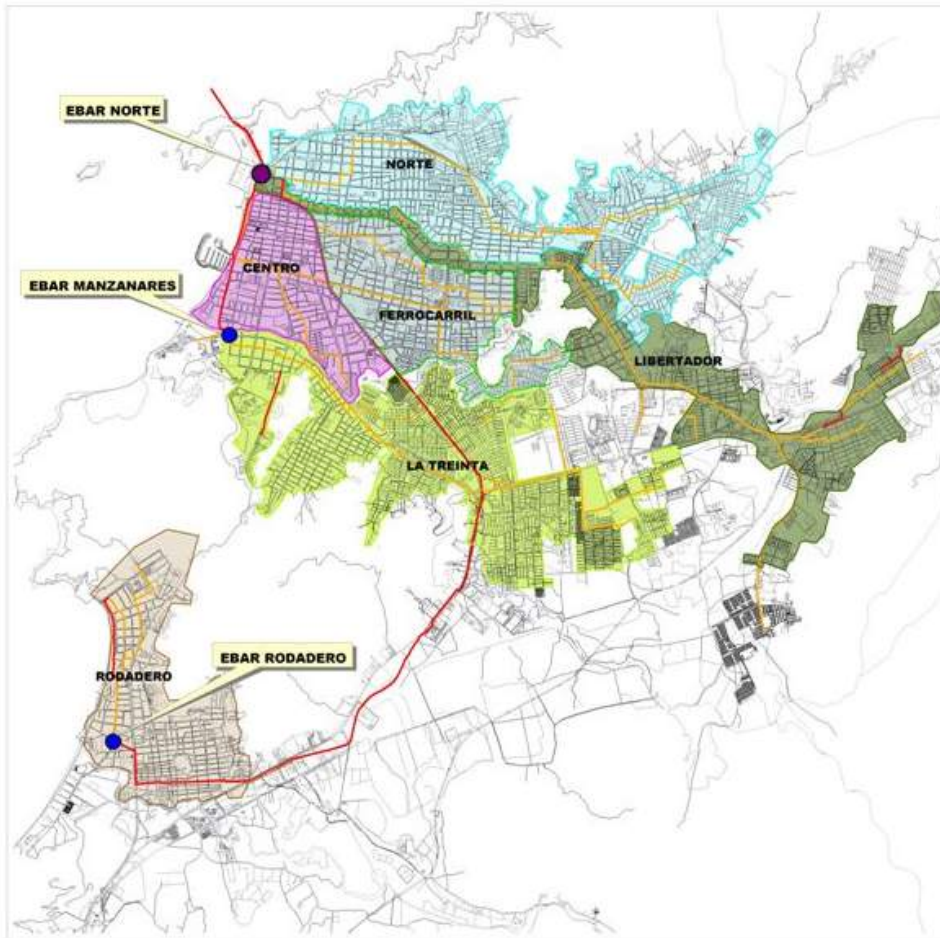 EBAR NORTE
NORTE
CENTRO
EBAR MANZANARES
FERROCARRIL
LIBERTADOR
LA TREINTA
EBAR RODADERO
RODADERO